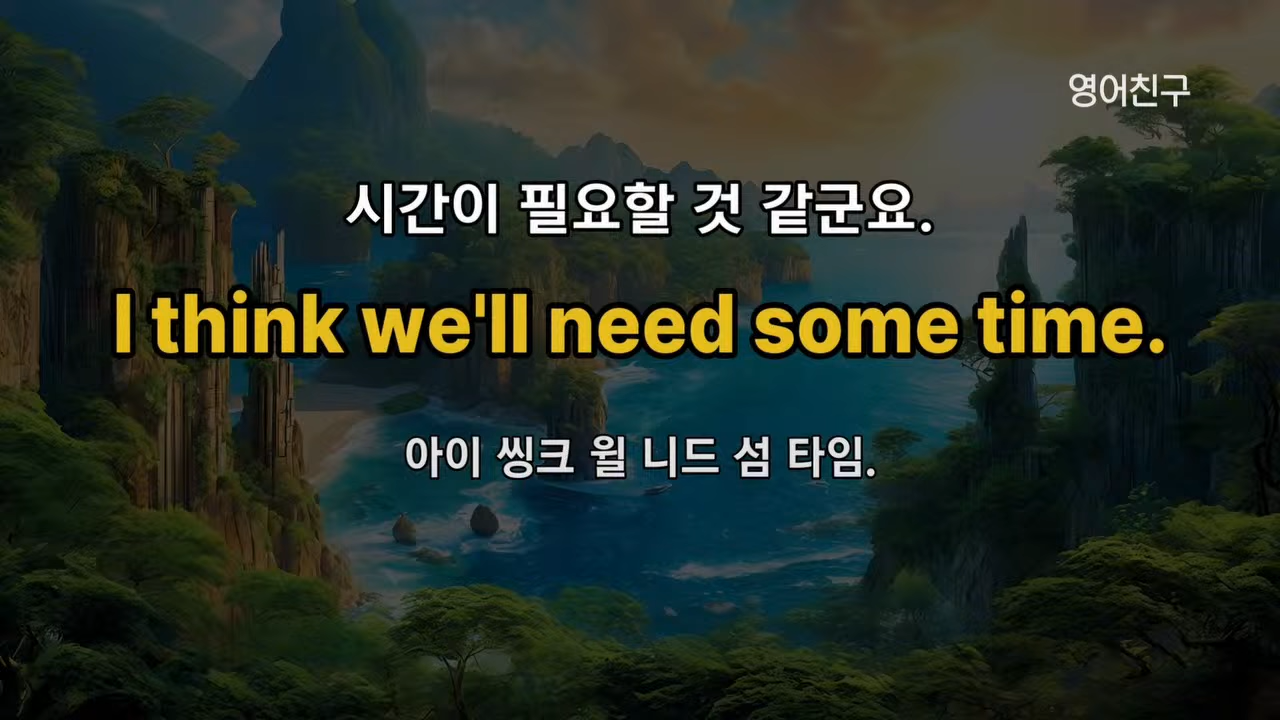 영어친구
시간이 필요할 것 같군요.
I think we'll need some time.
아이 씽크 윌 니드 섬 타임.